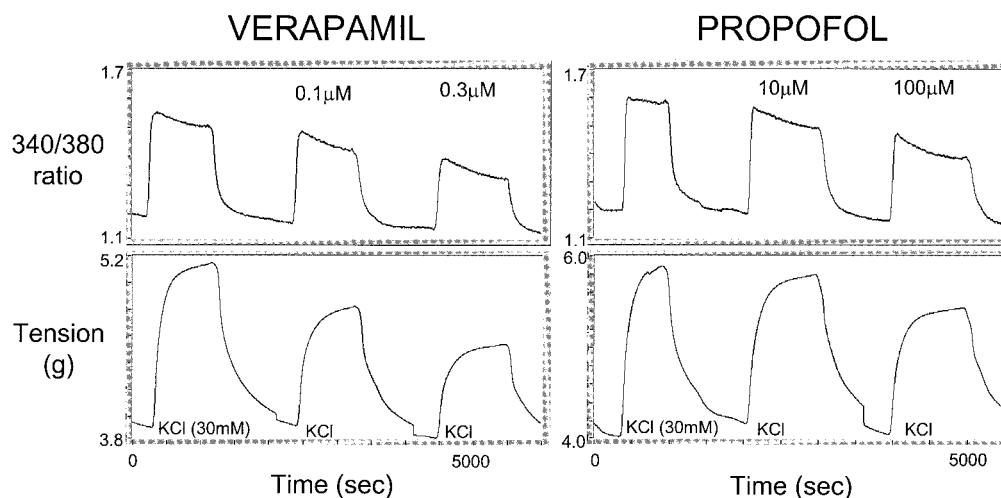 VERAPAMIL PROPOFOL
1.7 1.7
0.1μM 0.3μM 10μM 100μM
340/380
ratio
1.1 1.1
5.2 6.0
Tension
(g)
KCl (30mM) KCl KCl KCl (30mM) KCl KCl
3.8 4.0
0 5000 0 5000
Time (sec) Time (sec)